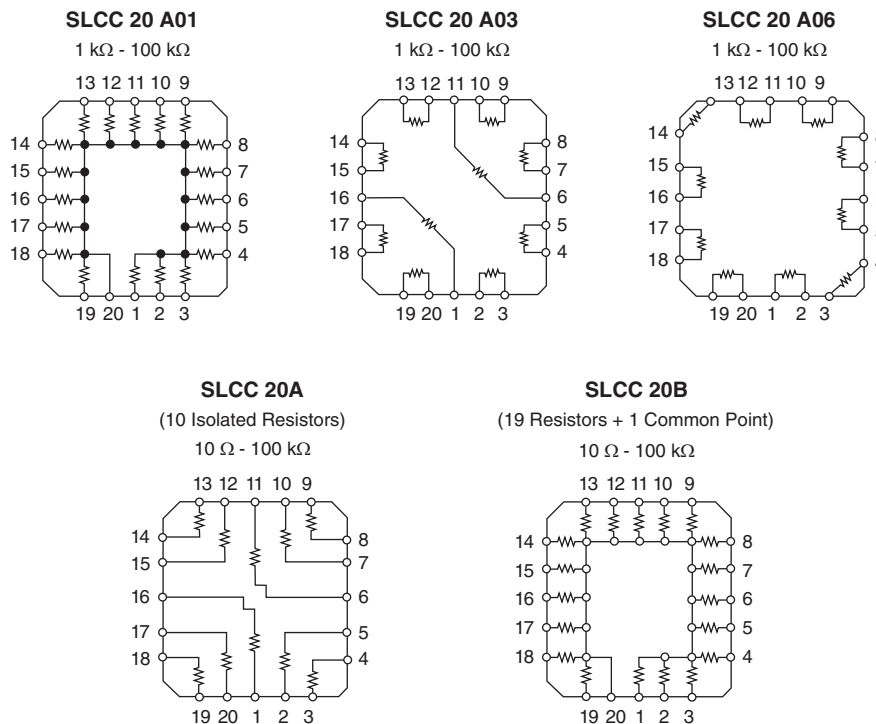 SLCC 20 A01
1 kΩ - 100 kΩ
13 12 11 10 9
14 8
15 7
16 6
17 5
18 4
19 20 1 2 3
SLCC 20 A03
1 kΩ - 100 kΩ
13 12 11 10 9
14 8
15 7
16 6
17 5
18 4
19 20 1 2 3
SLCC 20 A06
1 kΩ - 100 kΩ
13 12 11 10 9
14
15
16
17
18
19 20 1 2 3
SLCC 20A
(10 Isolated Resistors)
10 Ω - 100 kΩ
13 12 11 10 9
14 8
15 7
16 6
17 5
18 4
19 20 1 2 3
SLCC 20B
(19 Resistors + 1 Common Point)
10 Ω - 100 kΩ
13 12 11 10 9
14 8
15 7
16 6
17 5
18 4
19 20 1 2 3